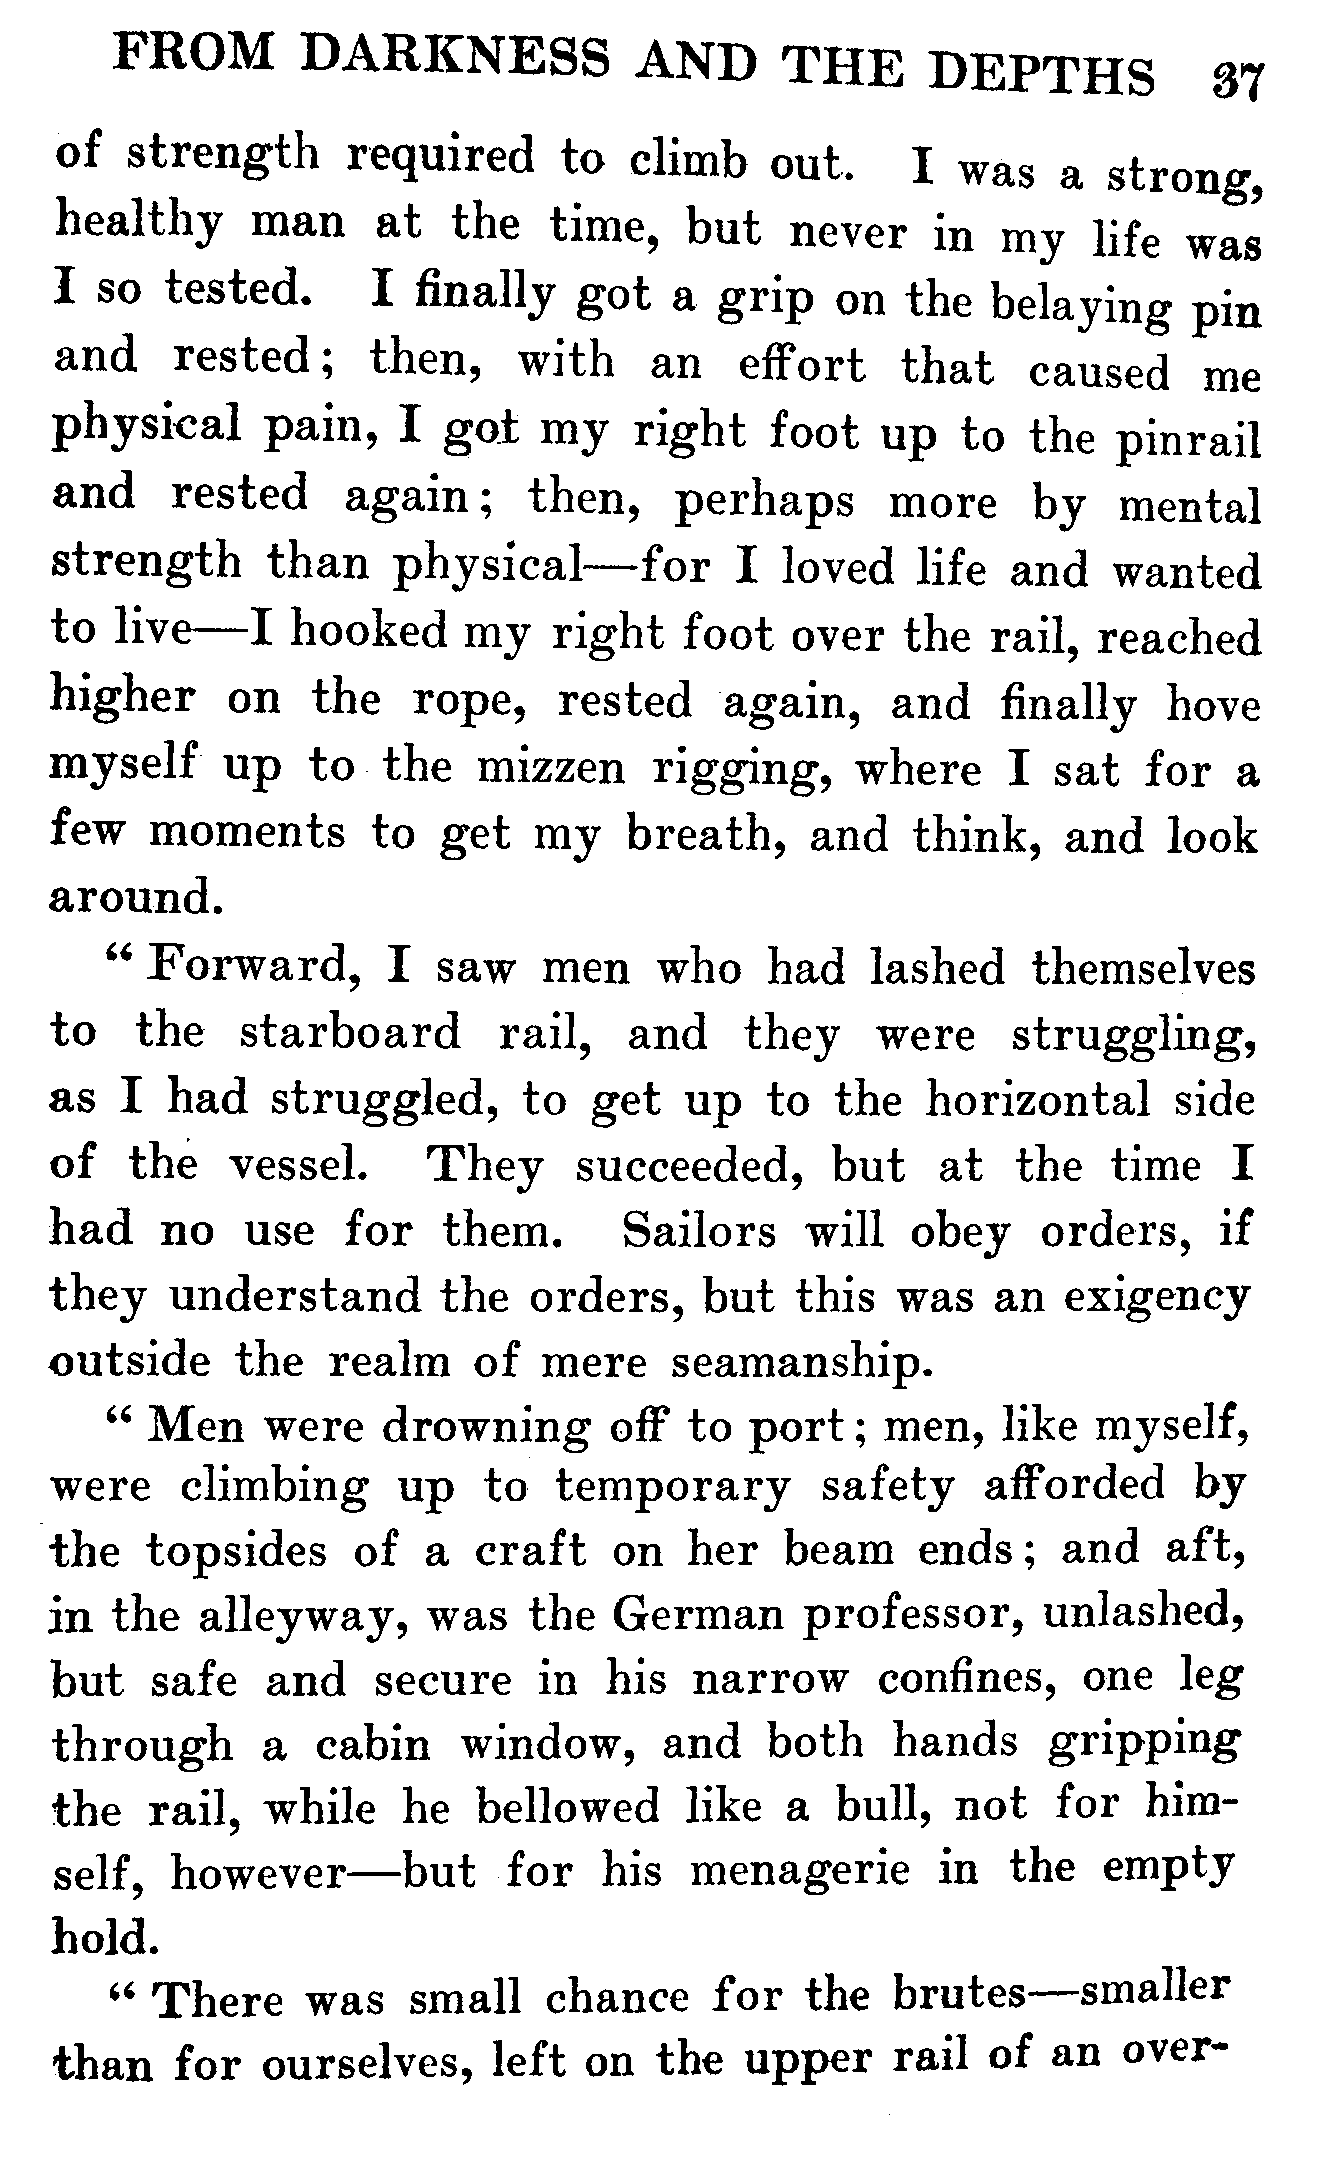 FROM DARKNESS AND THE DEPTHS 37
of strength required to climb out. I was a strong,
healthy man at the time, but never in my life was
I so tested. I finally got a grip on the belaying pin
and rested; then, with an effort that caused me
physical pain, I got my right foot up to the pinrail
and rested again; then, perhaps more by mental
strength than physical—for I loved life and wanted
to live—I hooked my right foot over the rail, reached
higher on the rope, rested again, and finally hove
myself up to the mizzen rigging, where I sat for a
few moments to get my breath, and think, and look
around.
“ Forward, I saw men who had lashed themselves
to the starboard rail, and they were struggling,
as I had struggled, to get up to the horizontal side
of the vessel. They succeeded, but at the time I
had no use for them. Sailors will obey orders, if
they understand the orders, but this was an exigency
outside the realm of mere seamanship.
“ Men were drowning off to port; men, like myself,
were climbing up to temporary safety afforded by
the topsides of a craft on her beam ends; and aft,
in the alleyway, was the German professor, unlashed,
but safe and secure in his narrow confines, one leg
through a cabin window, and both hands gripping
the rail, while he bellowed like a bull, not for him-
self, however—but for his menagerie in the empty
hold.
“ There was small chance for the brutes—smaller
than for ourselves, left on the upper rail of an over-